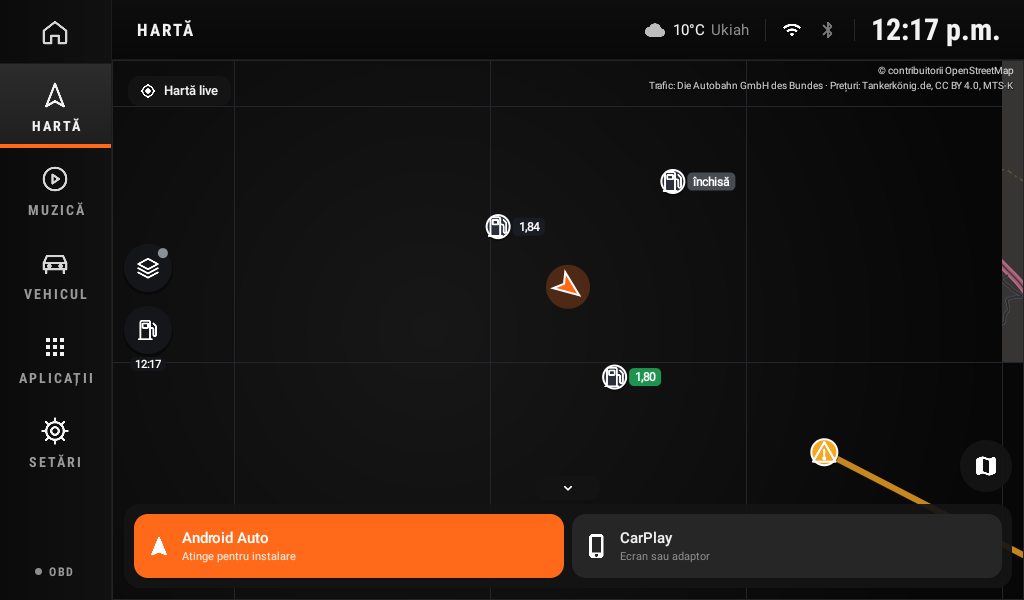 HARTĂ
10°C Ukiah
12:17 p.m.
© contribuitorii OpenStreetMap
Trafic: Die Autobahn GmbH des Bundes · Prețuri: Tankerkönig.de, CC BY 4.0, MTS-K
Hartă live
HARTĂ
închisă
MUZICĂ
1,84
VEHICUL
12:17
APLICAȚII
1,80
SETĂRI
Android Auto
Atinge pentru instalare
CarPlay
Ecran sau adaptor
OBD